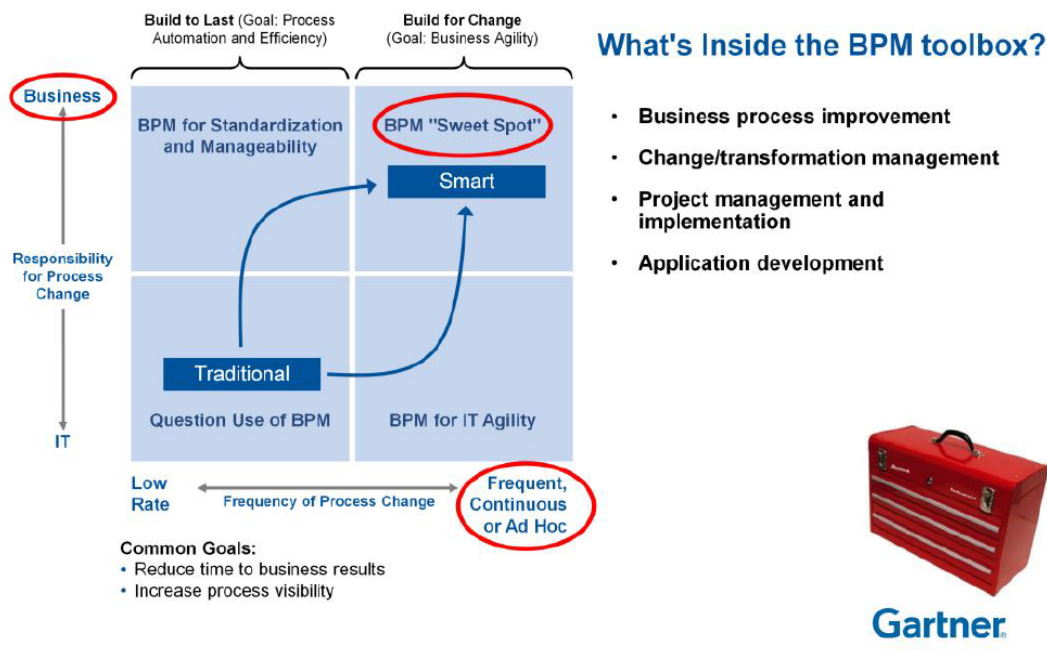 Build to Last (Goal: Process
Automation and Efficiency)
Build for Change
(Goal: Business Agility)
What's Inside the BPM toolbox?
Business
BPM for Standardization
and Manageability
BPM "Sweet Spot"
Smart
• Business process improvement
• Change/transformation management
• Project management and
implementation
• Application development
Responsibility
for Process
Change
Traditional
Question Use of BPM
BPM for IT Agility
IT
Low
Rate
Frequency of Process Change
Frequent,
Continuous
or Ad Hoc
Common Goals:
• Reduce time to business results
• Increase process visibility
Gartner